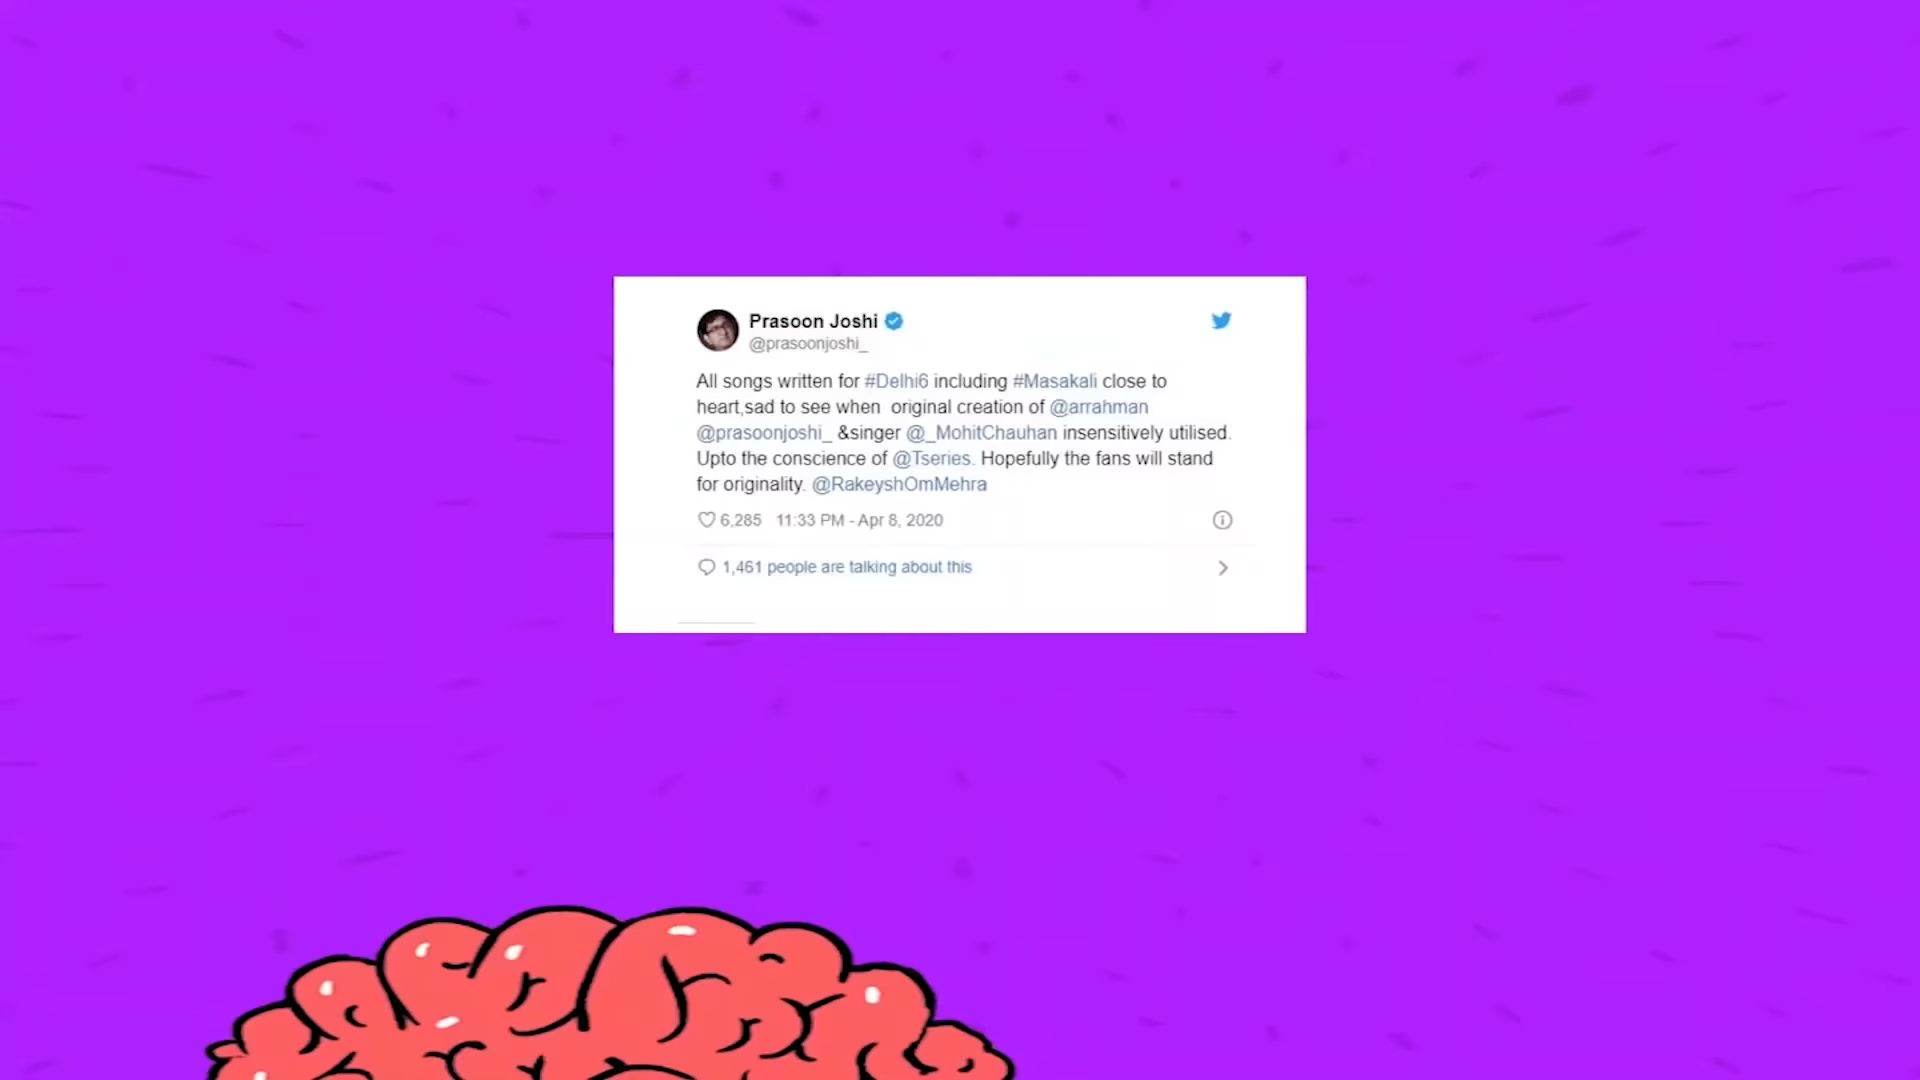 Prasoon Joshi
@prasoonjoshi_
All songs written for #Delhi6 including #Masakali close to
heart,sad to see when  original creation of @arrahman
@prasoonjoshi_ &singer @_MohitChauhan insensitively utilised.
Upto the conscience of @Tseries. Hopefully the fans will stand
for originality. @RakeyshOmMehra
6,285 11:33 PM - Apr 8, 2020
1,461 people are talking about this